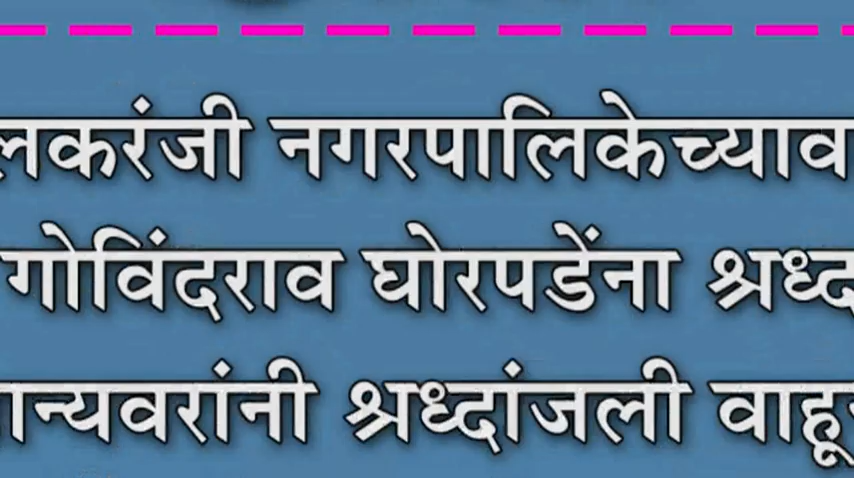 लकरंजी नगरपालिकेच्याव
गोविंदराव घोरपडेंना श्रध्द
ान्यवरांनी श्रध्दांजली वाहू